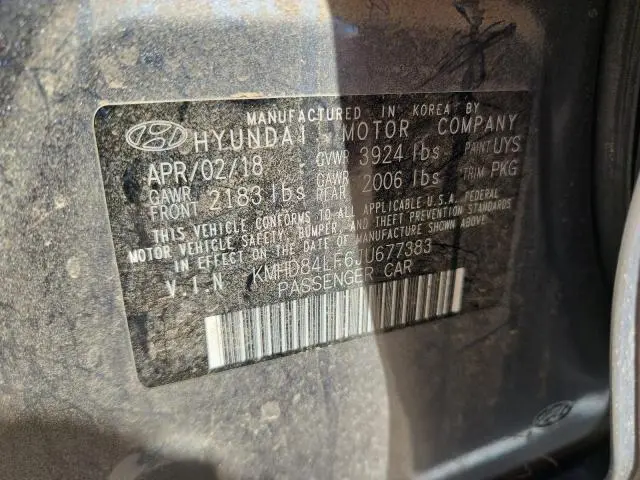 MANUFACTURED IN KOREA BY
HYUNDAI MOTOR COMPANY
APR/02/18 : GVWR 3924 lbs PAINT UYS
GAWR FRONT 2183 lbs GAWR REAR 2006 lbs TRIM PKG
THIS VEHICLE CONFORMS TO ALL APPLICABLE U.S.A. FEDERAL
MOTOR VEHICLE SAFETY, BUMPER, AND THEFT PREVENTION STANDARDS
IN EFFECT ON THE DATE OF MANUFACTURE SHOWN ABOVE.
V.I.N : KMHD84LF6JU677383
PASSENGER CAR